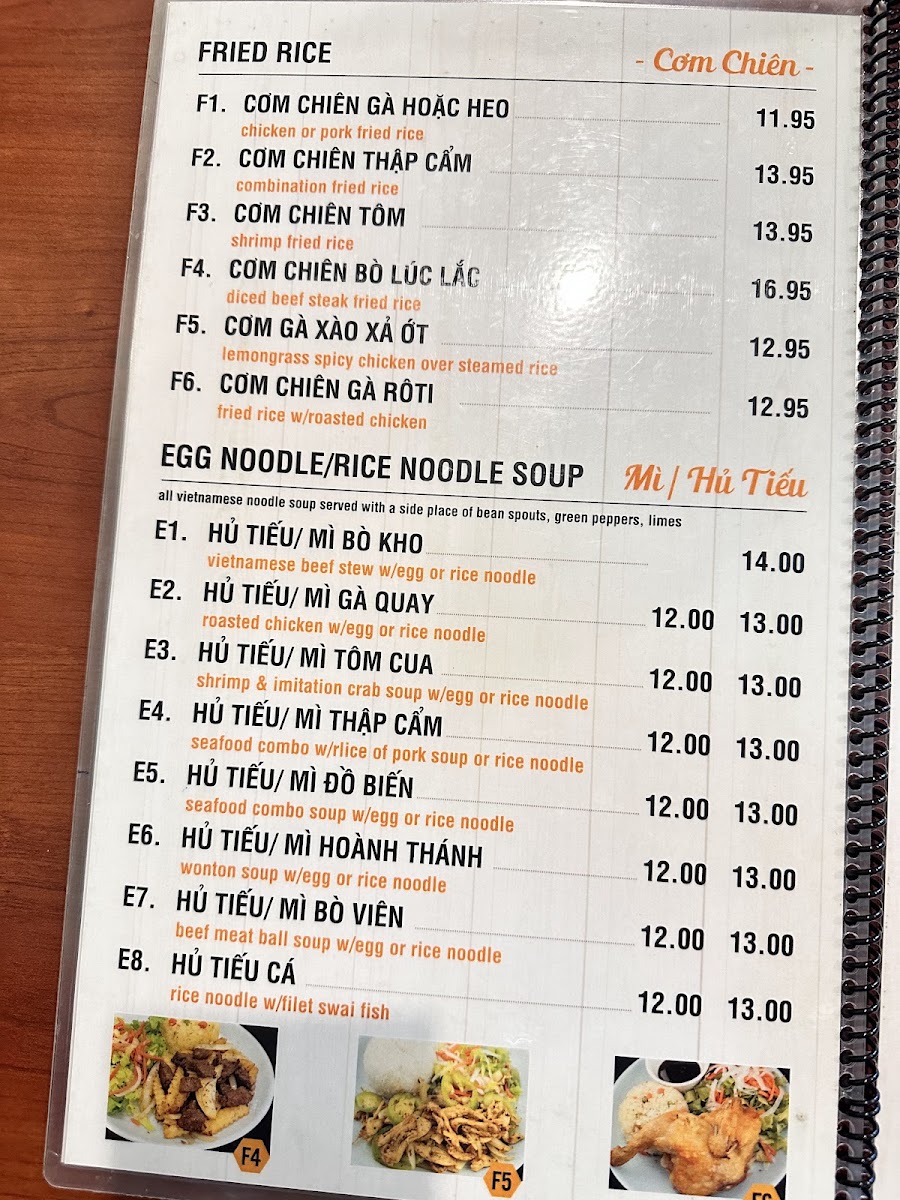 FRIED RICE - Cơm Chiên -
F1. CƠM CHIÊN GÀ HOẶC HEO 11.95
chicken or pork fried rice
F2. CƠM CHIÊN THẬP CẨM 13.95
combination fried rice
F3. CƠM CHIÊN TÔM 13.95
shrimp fried rice
F4. CƠM CHIÊN BÒ LÚC LẮC 16.95
diced beef steak fried rice
F5. CƠM GÀ XÀO XẢ ỚT 12.95
lemongrass spicy chicken over steamed rice
F6. CƠM CHIÊN GÀ RÔTI 12.95
fried rice w/roasted chicken
EGG NOODLE/RICE NOODLE SOUP Mì / Hủ Tiếu
all vietnamese noodle soup served with a side place of bean spouts, green peppers, limes
E1. HỦ TIẾU/ MÌ BÒ KHO 14.00
vietnamese beef stew w/egg or rice noodle
E2. HỦ TIẾU/ MÌ GÀ QUAY 12.00 13.00
roasted chicken w/egg or rice noodle
E3. HỦ TIẾU/ MÌ TÔM CUA 12.00 13.00
shrimp & imitation crab soup w/egg or rice noodle
E4. HỦ TIẾU/ MÌ THẬP CẨM 12.00 13.00
seafood combo w/rlice of pork soup or rice noodle
E5. HỦ TIẾU/ MÌ ĐỒ BIẾN 12.00 13.00
seafood combo soup w/egg or rice noodle
E6. HỦ TIẾU/ MÌ HOÀNH THÁNH 12.00 13.00
wonton soup w/egg or rice noodle
E7. HỦ TIẾU/ MÌ BÒ VIÊN 12.00 13.00
beef meat ball soup w/egg or rice noodle
E8. HỦ TIẾU CÁ 12.00 13.00
rice noodle w/filet swai fish
F4
F5